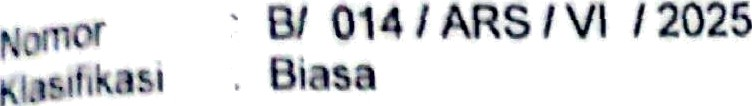 Nomor : B/ 014 / ARS / VI / 2025
Klasifikasi : Biasa